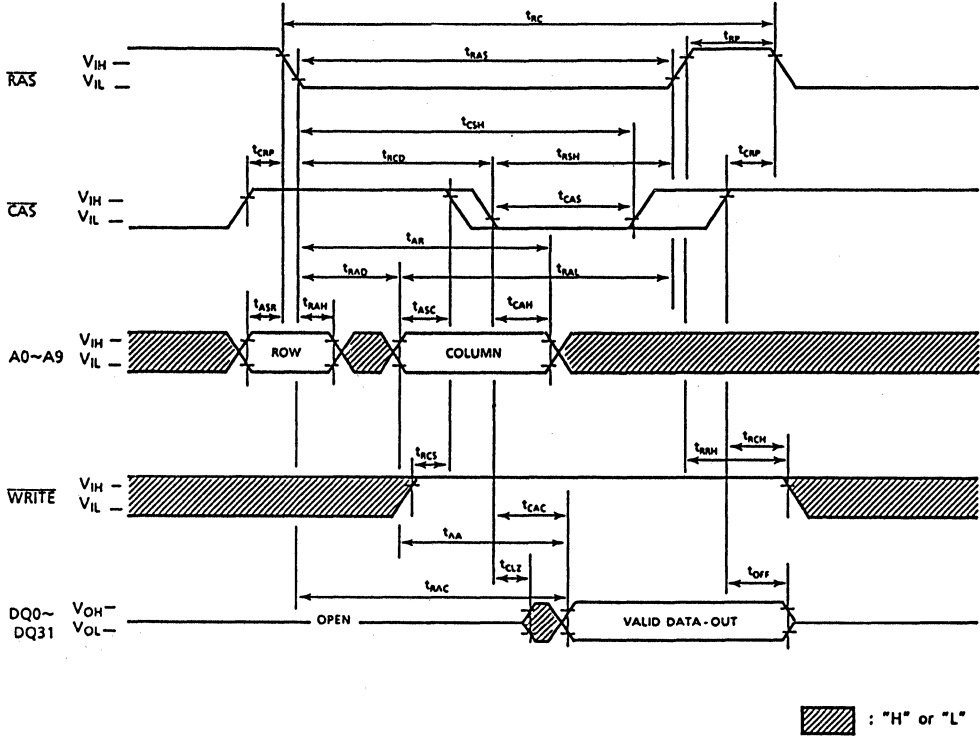 tRC
tRP
tRAS
RAS
VIH
VIL
tCSH
tCRP
tRCD
tRSH
tCRP
CAS
VIH
VIL
tCAS
tAR
tRAD
tRAL
tASR
tRAH
tASC
tCAH
A0~A9
VIH
VIL
ROW
COLUMN
tRCS
tRCH
tRRH
WRITE
VIH
VIL
tCAC
tAA
tCLZ
tOFF
tRAC
DQ0~
DQ31
VOH
VOL
OPEN
VALID DATA-OUT
: "H" or "L"